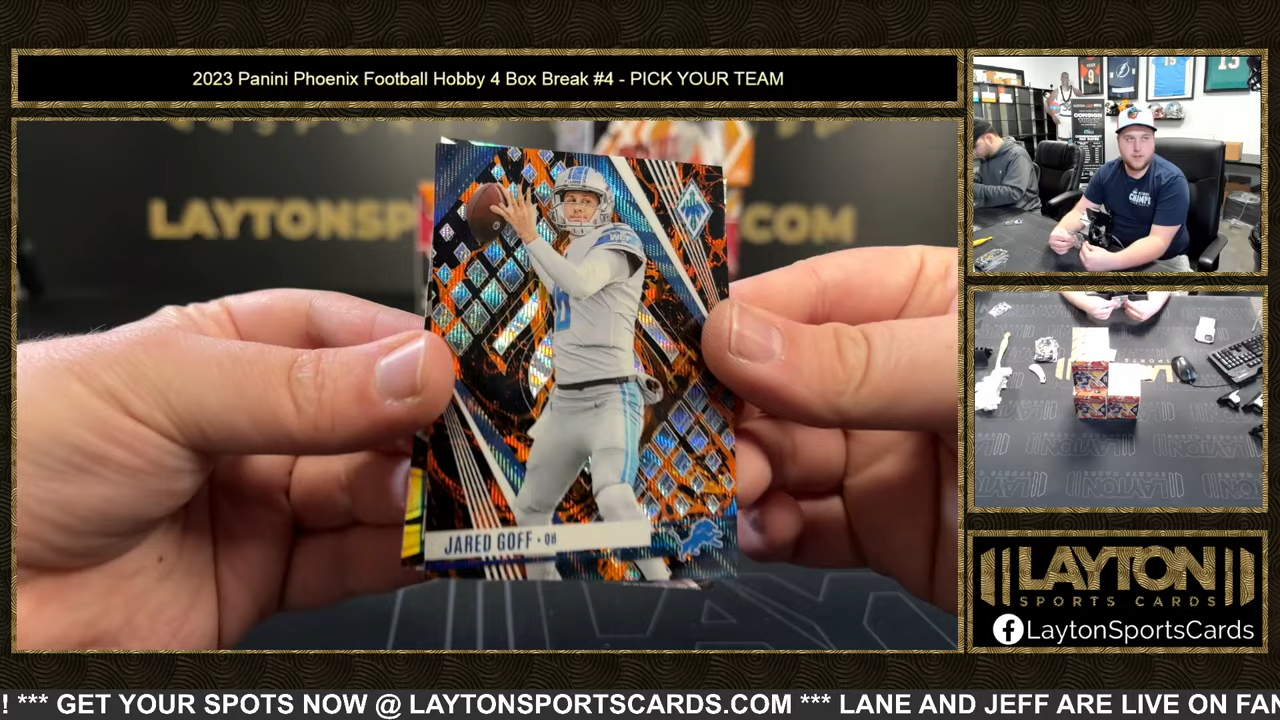 2023 Panini Phoenix Football Hobby 4 Box Break #4 - PICK YOUR TEAM
LAYTONSP
COM
JARED GOFF • QB
LAYTON
SPORTS CARDS
LaytonSportsCards
! *** GET YOUR SPOTS NOW @ LAYTONSPORTSCARDS.COM *** LANE AND JEFF ARE LIVE ON FAN